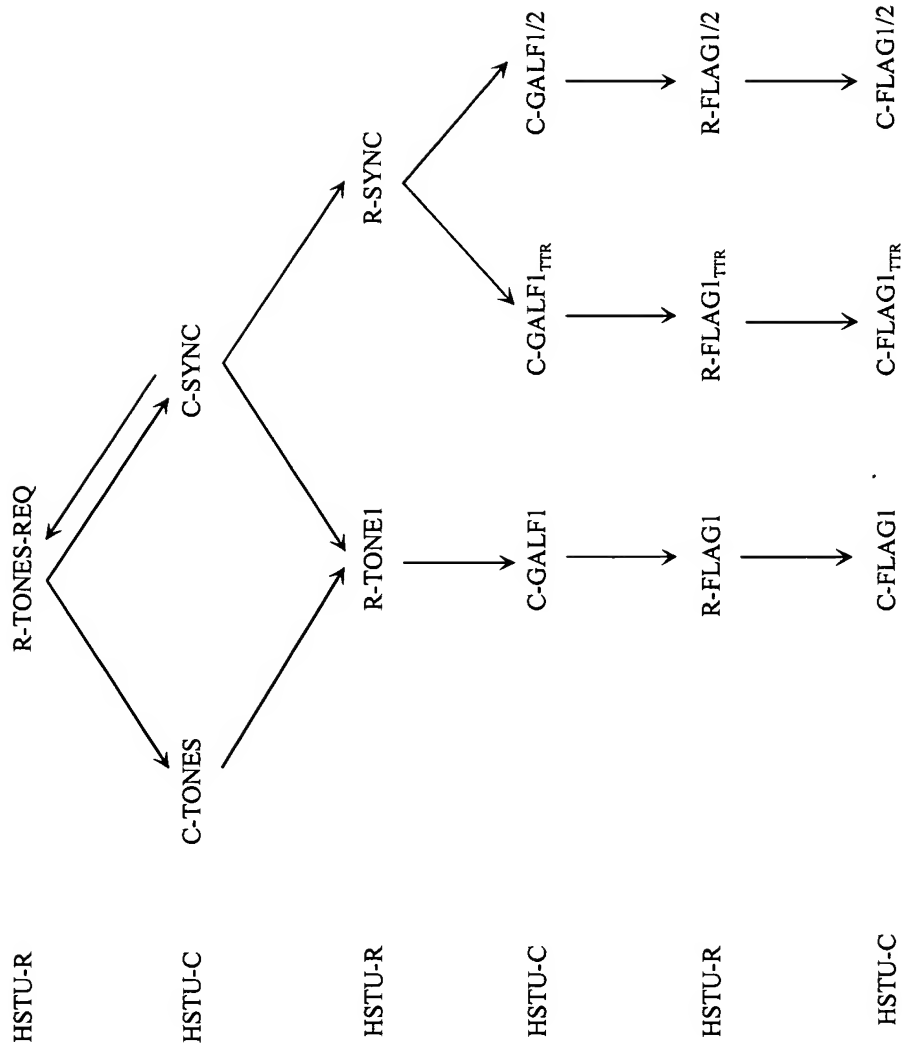 HSTU-R R-TONES-REQ
HSTU-C C-TONES C-SYNC
HSTU-R R-TONE1 R-SYNC
HSTU-C C-GALF1 C-GALF1TTR C-GALF1/2
HSTU-R R-FLAG1 R-FLAG1TTR R-FLAG1/2
HSTU-C C-FLAG1 C-FLAG1TTR C-FLAG1/2